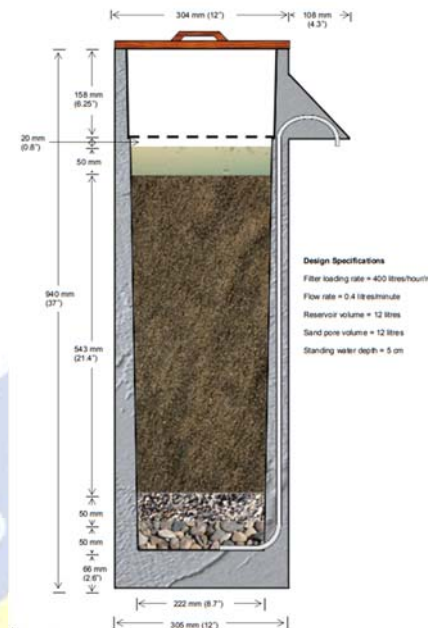 304 mm (12")
108 mm
(4.3")
158 mm
(6.25")
20 mm
(0.8")
50 mm
940 mm
(37")
543 mm
(21.4")
50 mm
50 mm
66 mm
(2.6")
222 mm (8.7")
305 mm (12")
Design Specifications
Filter loading rate = 400 litres/hour/
Flow rate = 0.4 litres/minute
Reservoir volume = 12 litres
Sand pore volume = 12 litres
Standing water depth = 5 cm